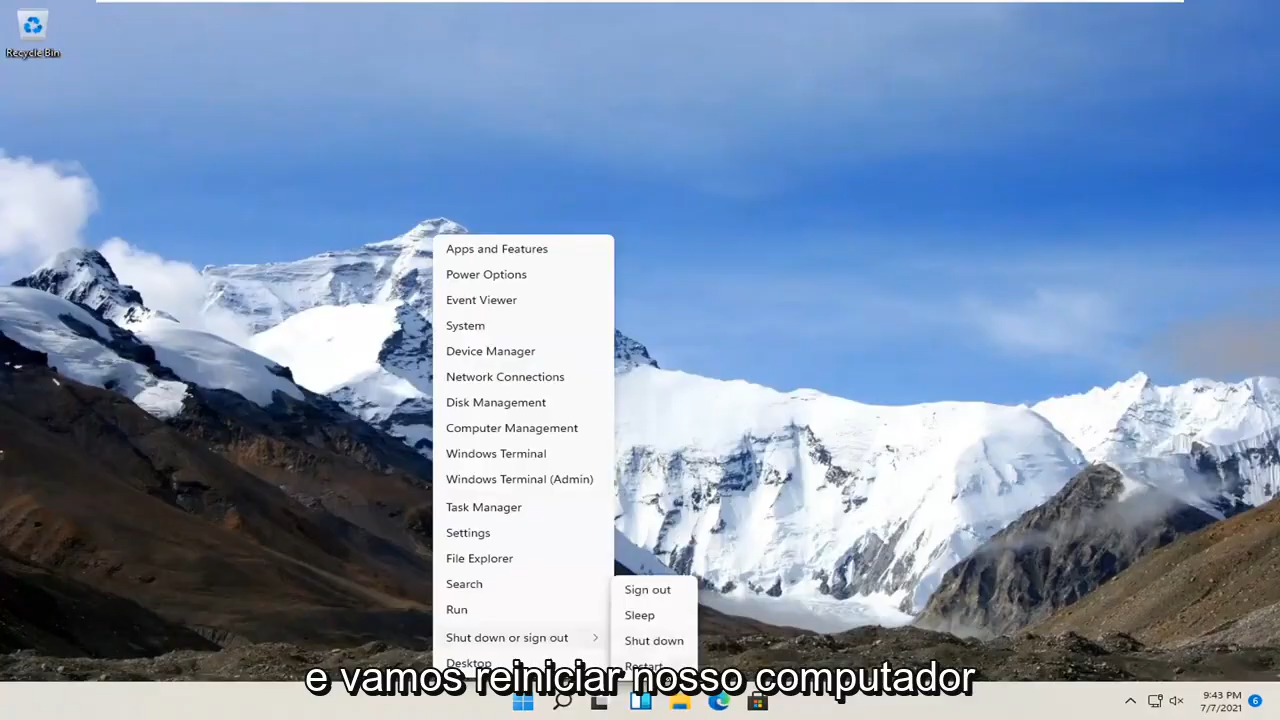 Recycle Bin
Apps and Features
Power Options
Event Viewer
System
Device Manager
Network Connections
Disk Management
Computer Management
Windows Terminal
Windows Terminal (Admin)
Task Manager
Settings
File Explorer
Search
Run
Shut down or sign out
Desktop
Sign out
Sleep
Shut down
Restart
e vamos reiniciar nosso computador
9:43 PM
7/7/2021
6